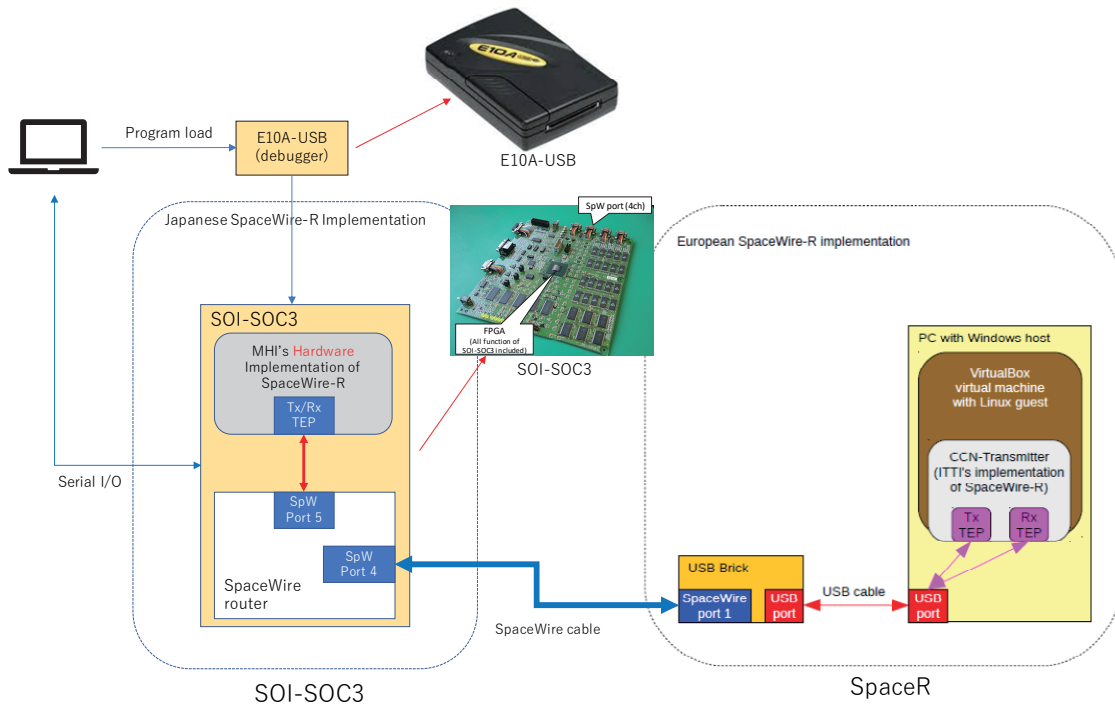 E10A-USB
E10A-USB
Program load
E10A-USB
(debugger)
Japanese SpaceWire-R Implementation
SpW port (4ch)
FPGA
(All function of
SOI-SOC3 included)
SOI-SOC3
SOI-SOC3
MHI's Hardware
Implementation of
SpaceWire-R
Tx/Rx
TEP
SpW
Port 5
SpW
Port 4
SpaceWire
router
Serial I/O
SpaceWire cable
SOI-SOC3
European SpaceWire-R implementation
PC with Windows host
VirtualBox
virtual machine
with Linux guest
CCN-Transmitter
(ITTI's implementation
of SpaceWire-R)
Tx
TEP
Rx
TEP
USB Brick
SpaceWire
port 1
USB
port
USB cable
USB
port
SpaceR